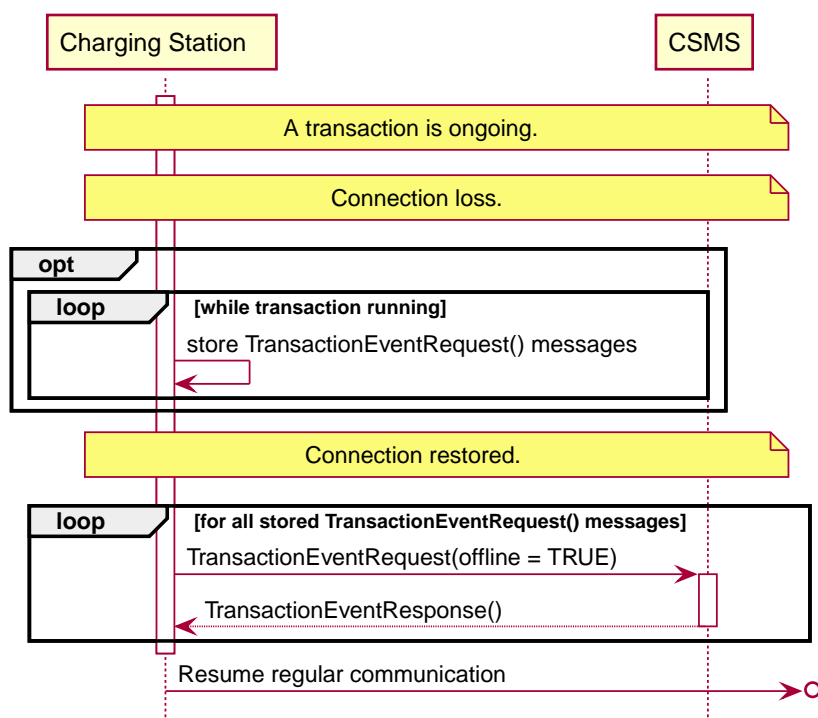 Charging Station
CSMS
A transaction is ongoing.
Connection loss.
opt
loop
[while transaction running]
store TransactionEventRequest() messages
Connection restored.
loop
[for all stored TransactionEventRequest() messages]
TransactionEventRequest(offline = TRUE)
TransactionEventResponse()
Resume regular communication